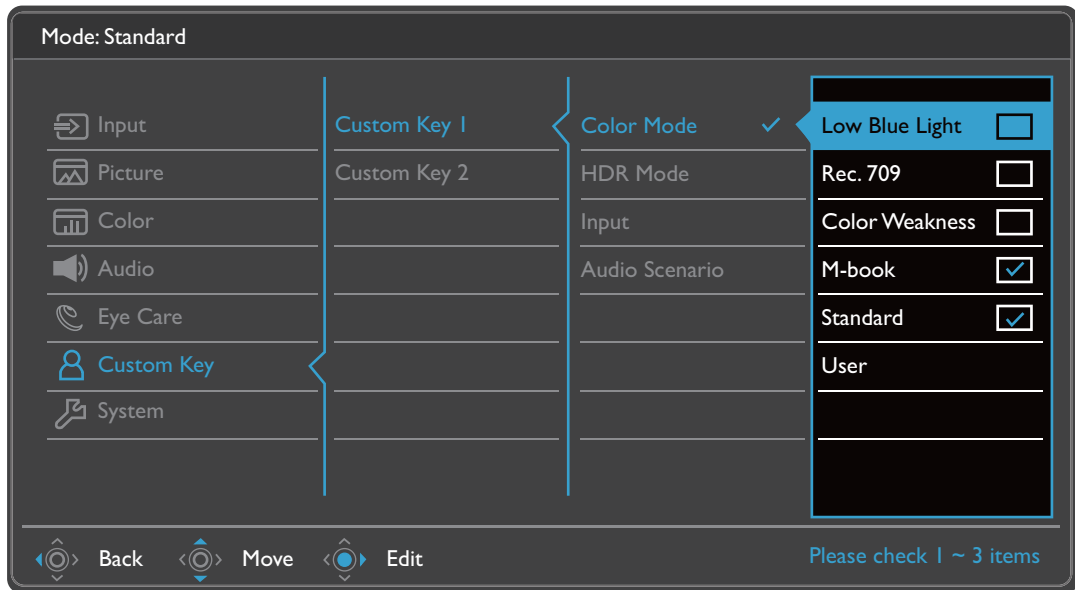 Mode: Standard
Input
Picture
Color
Audio
Eye Care
Custom Key
System
Custom Key 1
Custom Key 2
Color Mode
HDR Mode
Input
Audio Scenario
Low Blue Light
Rec. 709
Color Weakness
M-book
Standard
User
Back
Move
Edit
Please check 1 ~ 3 items